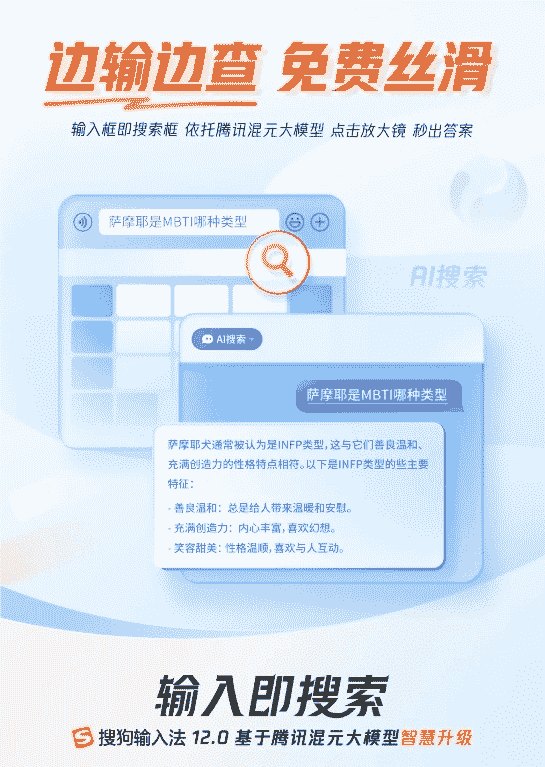 边输边查 免费丝滑
输入框即搜索框 依托腾讯混元大模型 点击放大镜 秒出答案
萨摩耶是MBTI哪种类型
AI搜索
AI搜索
萨摩耶是MBTI哪种类型
萨摩耶犬通常被认为是INFP类型，这与它们善良温和、
充满创造力的性格特点相符。以下是INFP类型的些主要
特征：
· 善良温和：总是给人带来温暖和安慰。
· 充满创造力：内心丰富，喜欢幻想。
· 笑容甜美：性格温顺，喜欢与人互动。
输入即搜索
搜狗输入法 12.0 基于腾讯混元大模型智慧升级